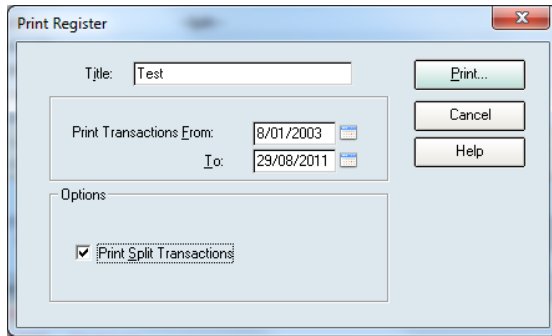 Print Register
Title: Test
Print...
Cancel
Help
Print Transactions From: 8/01/2003
To: 29/08/2011
Options
Print Split Transactions